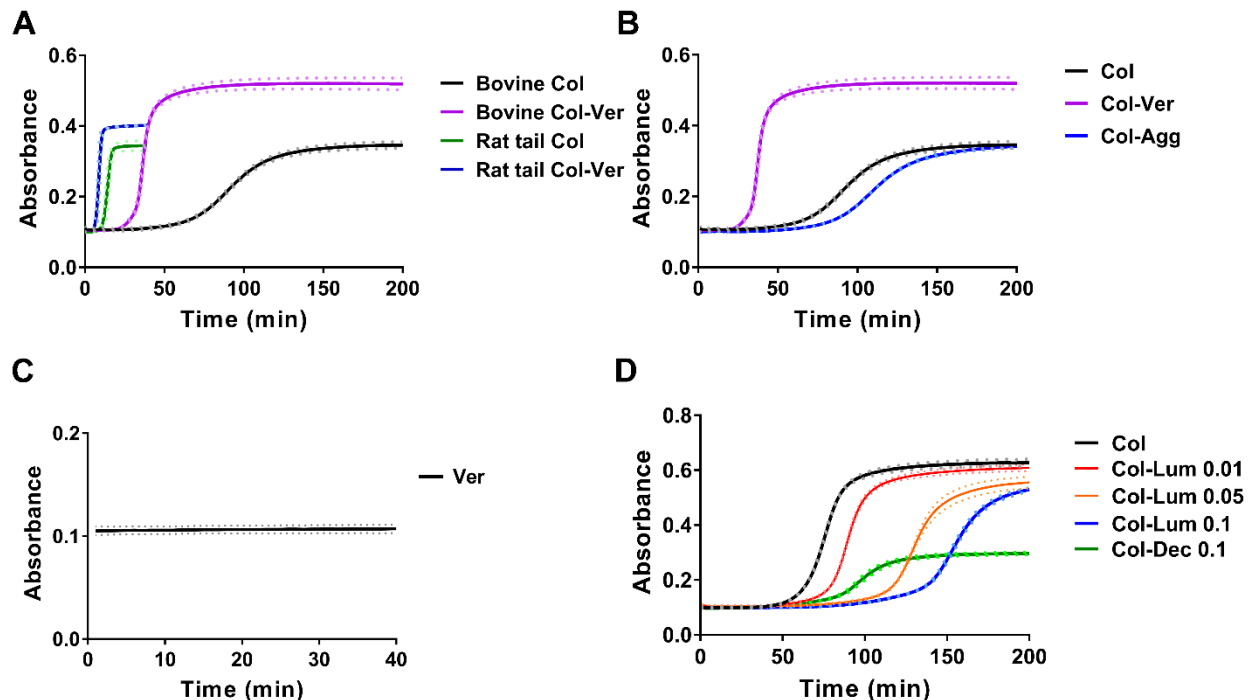 A
Absorbance
0.6
0.4
0.2
0.0
0
50
100
150
200
Time (min)
Bovine Col
Bovine Col-Ver
Rat tail Col
Rat tail Col-Ver
B
Absorbance
0.6
0.4
0.2
0.0
0
50
100
150
200
Time (min)
Col
Col-Ver
Col-Agg
C
Absorbance
0.2
0.1
0.0
0
10
20
30
40
Time (min)
Ver
D
Absorbance
0.8
0.6
0.4
0.2
0.0
0
50
100
150
200
Time (min)
Col
Col-Lum 0.01
Col-Lum 0.05
Col-Lum 0.1
Col-Dec 0.1